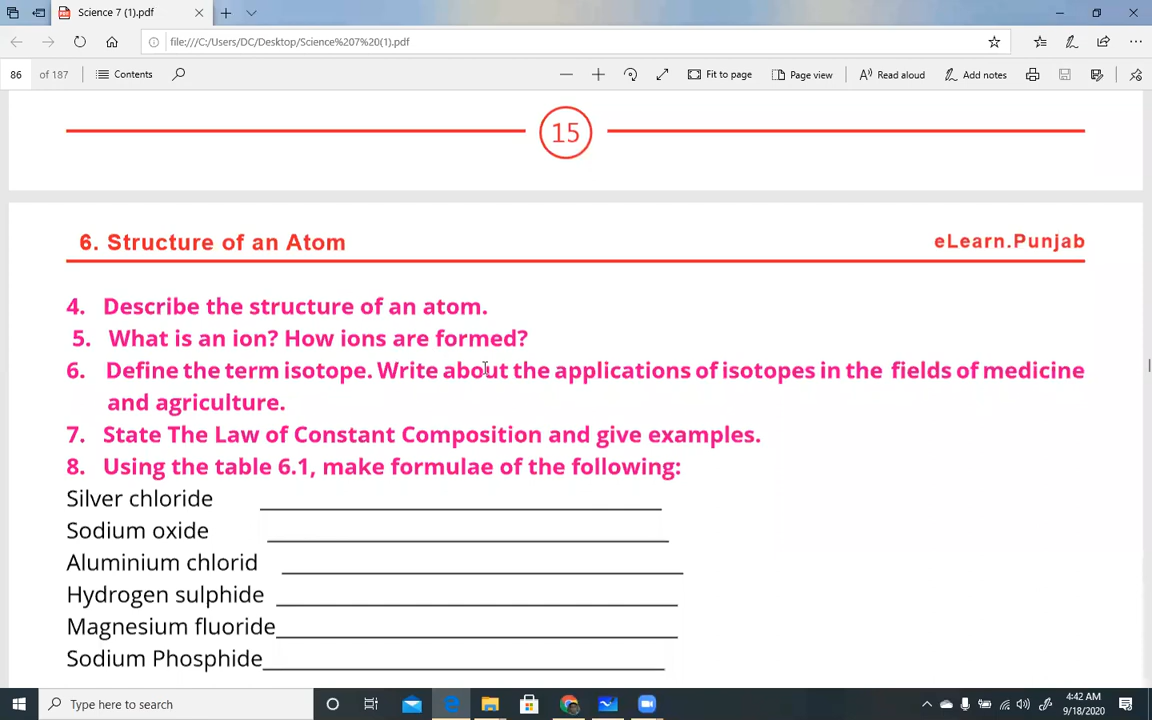 Science 7 (1).pdf
file:///C:/Users/DC/Desktop/Science%207%20(1).pdf
86 of 187 Contents Fit to page Page view Read aloud Add notes
15
6. Structure of an Atom eLearn.Punjab
4. Describe the structure of an atom.
5. What is an ion? How ions are formed?
6. Define the term isotope. Write about the applications of isotopes in the fields of medicine
and agriculture.
7. State The Law of Constant Composition and give examples.
8. Using the table 6.1, make formulae of the following:
Silver chloride
Sodium oxide
Aluminium chlorid
Hydrogen sulphide
Magnesium fluoride
Sodium Phosphide
Type here to search
4:42 AM
9/18/2020